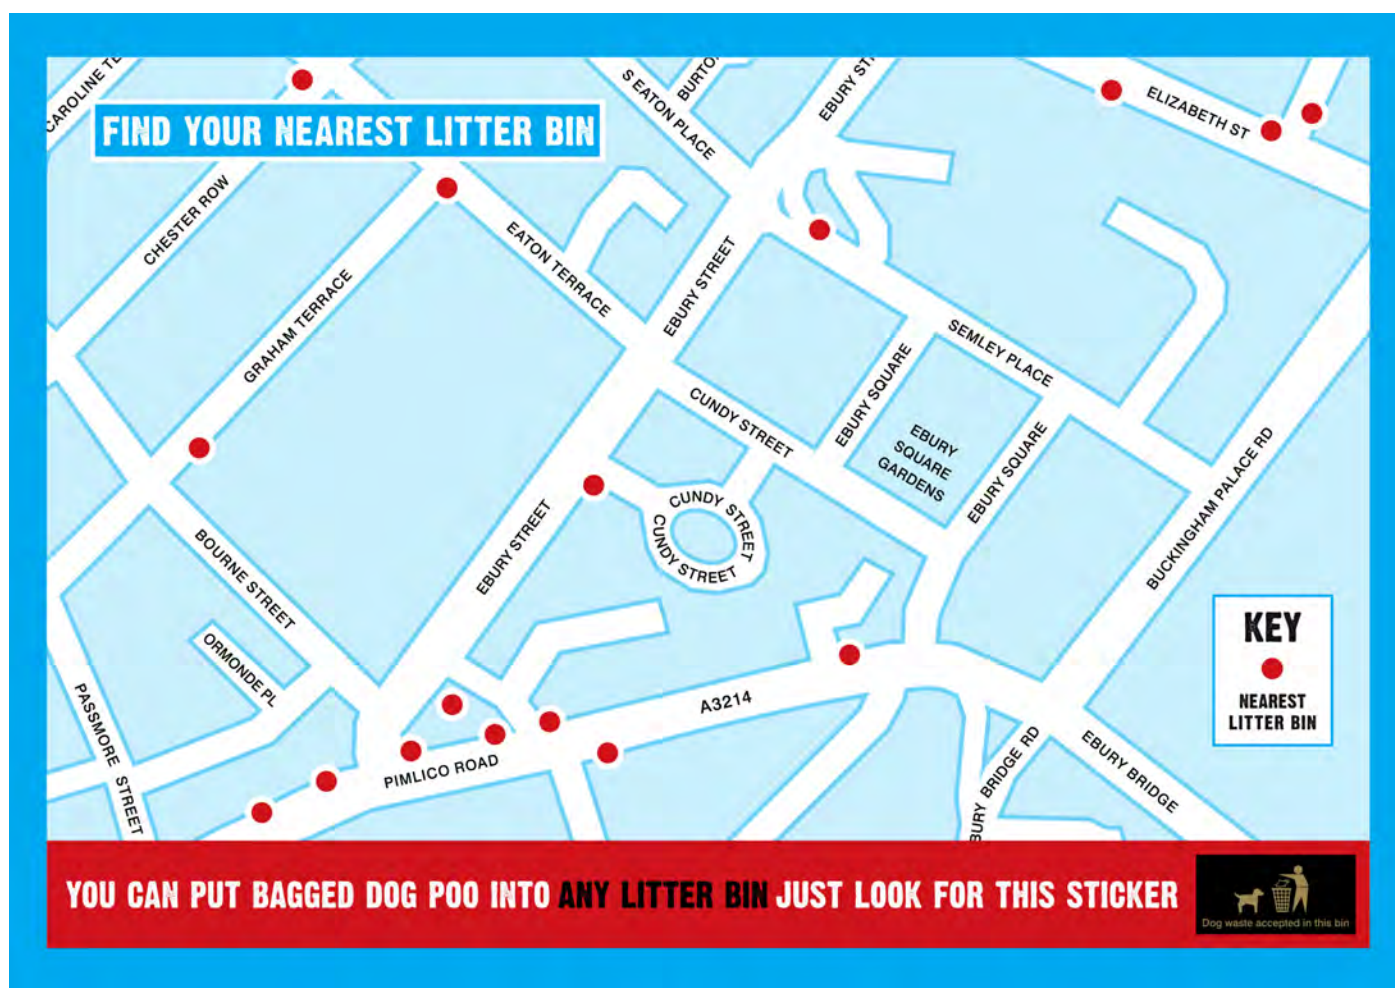 CAROLINE TE
S EATON PLACE
BURTO
EBURY ST
ELIZABETH ST
FIND YOUR NEAREST LITTER BIN
CHESTER ROW
GRAHAM TERRACE
EATON TERRACE
EBURY STREET
SEMLEY PLACE
EBURY SQUARE
CUNDY STREET
EBURY
SQUARE
GARDENS
EBURY SQUARE
BUCKINGHAM PALACE RD
CUNDY STREET
CUNDY STREET
EBURY STREET
BOURNE STREET
ORMONDE PL
PASSMORE STREET
PIMLICO ROAD
A3214
BURY BRIDGE RD
EBURY BRIDGE
KEY
NEAREST
LITTER BIN
YOU CAN PUT BAGGED DOG POO INTO ANY LITTER BIN JUST LOOK FOR THIS STICKER
Dog waste accepted in this bin